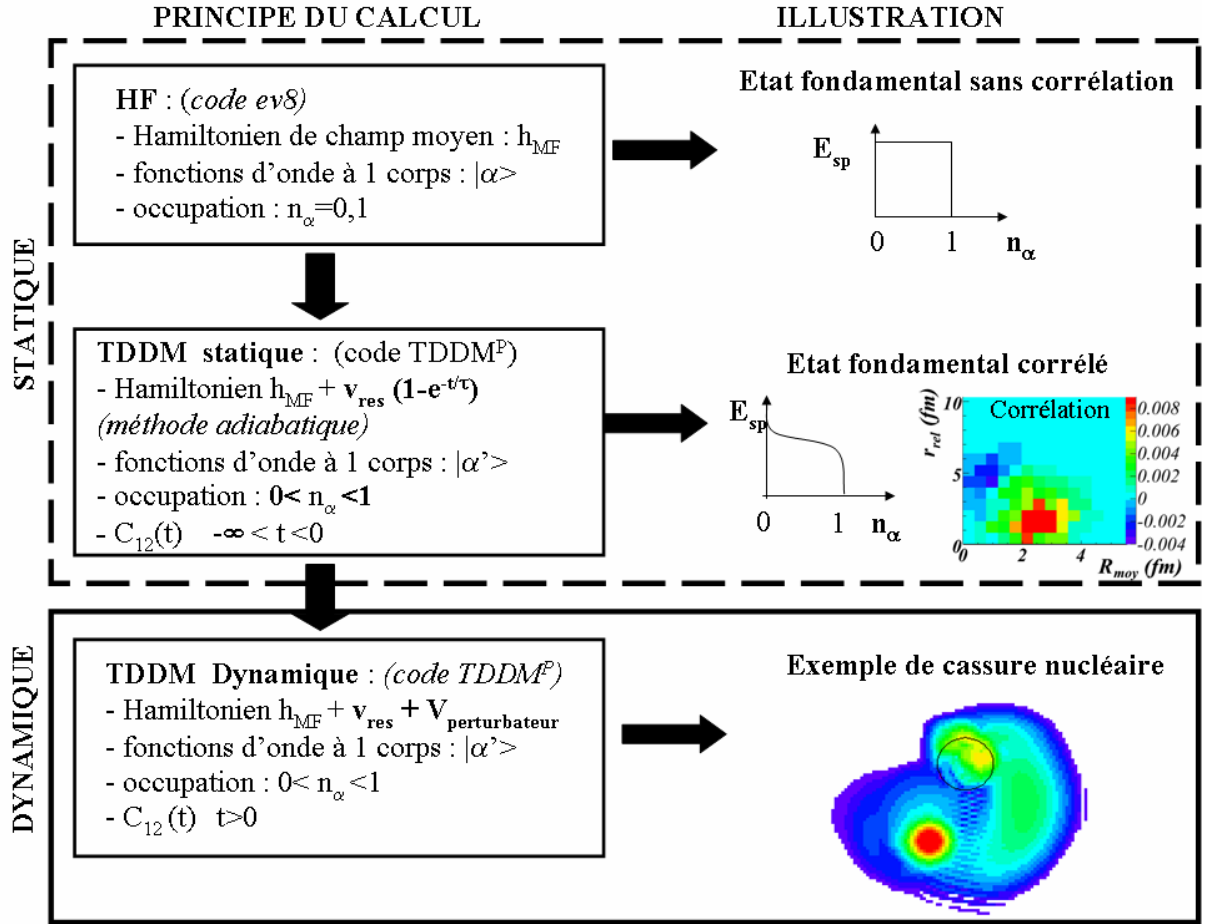 PRINCIPE DU CALCUL
ILLUSTRATION
STATIQUE
HF : (code ev8)
- Hamiltonien de champ moyen : h_MF
- fonctions d'onde à 1 corps : |α>
- occupation : n_α=0,1
Etat fondamental sans corrélation
E_sp
0 1 n_α
TDDM statique : (code TDDM^P)
- Hamiltonien h_MF + v_res (1-e^-t/τ)
(méthode adiabatique)
- fonctions d'onde à 1 corps : |α'>
- occupation : 0< n_α <1
- C_12(t) -∞ < t <0
Etat fondamental corrélé
E_sp
0 1 n_α
Corrélation
r_rel (fm)
10
5
0
2 4
R_moy (fm)
0.008
0.006
0.004
0.002
0
-0.002
-0.004
DYNAMIQUE
TDDM Dynamique : (code TDDM^P)
- Hamiltonien h_MF + v_res + V_perturbateur
- fonctions d'onde à 1 corps : |α'>
- occupation : 0< n_α <1
- C_12 (t) t>0
Exemple de cassure nucléaire